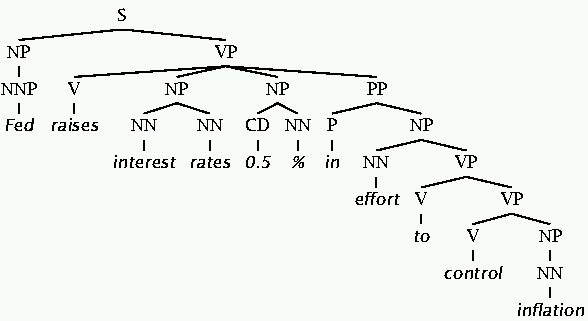 S
NP VP
NNP V NP NP PP
Fed raises NN NN CD NN P NP
interest rates 0.5 % in NN VP
effort V VP
to V NP
control NN
inflation